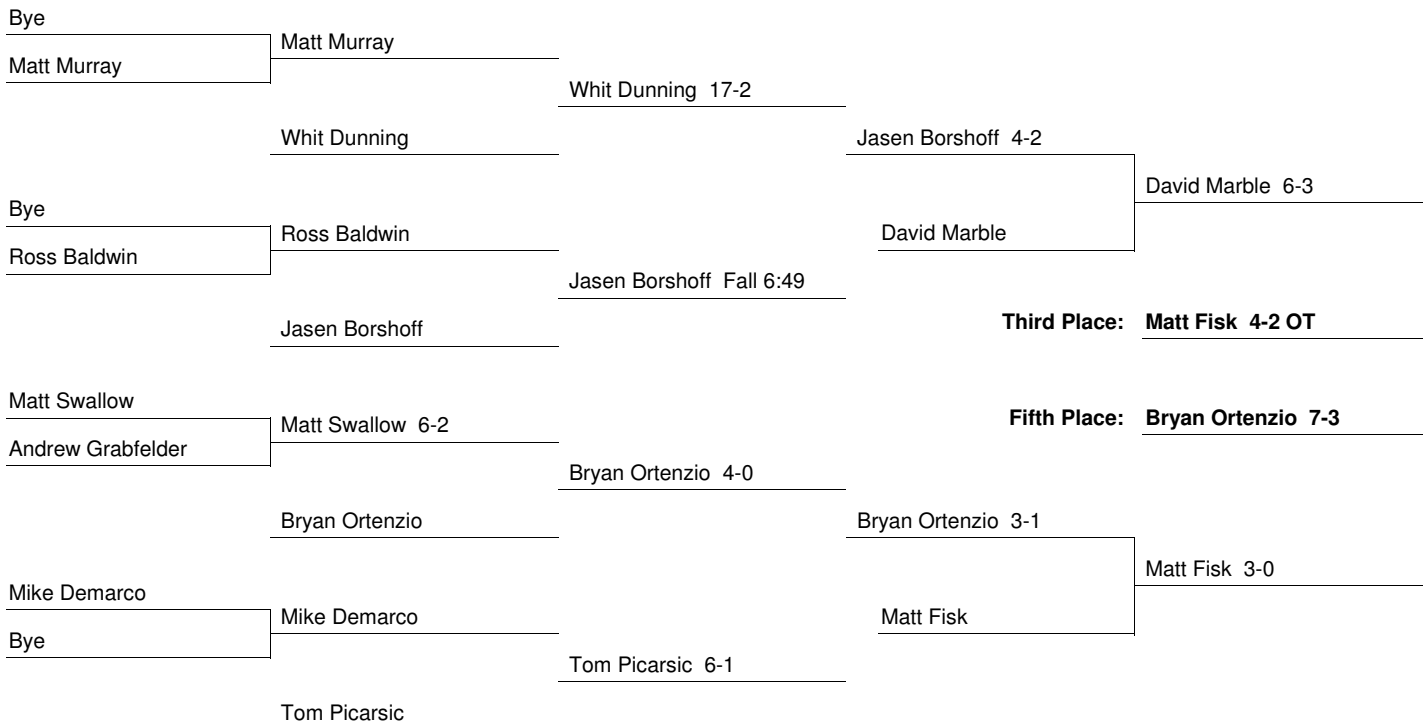 Bye
Matt Murray
Matt Murray
Whit Dunning 17-2
Whit Dunning
Jasen Borshoff 4-2
David Marble 6-3
Bye
Ross Baldwin
Ross Baldwin
David Marble
Jasen Borshoff Fall 6:49
Jasen Borshoff
Third Place: Matt Fisk 4-2 OT
Matt Swallow
Matt Swallow 6-2
Andrew Grabfelder
Fifth Place: Bryan Ortenzio 7-3
Bryan Ortenzio 4-0
Bryan Ortenzio
Bryan Ortenzio 3-1
Matt Fisk 3-0
Mike Demarco
Mike Demarco
Bye
Matt Fisk
Tom Picarsic 6-1
Tom Picarsic